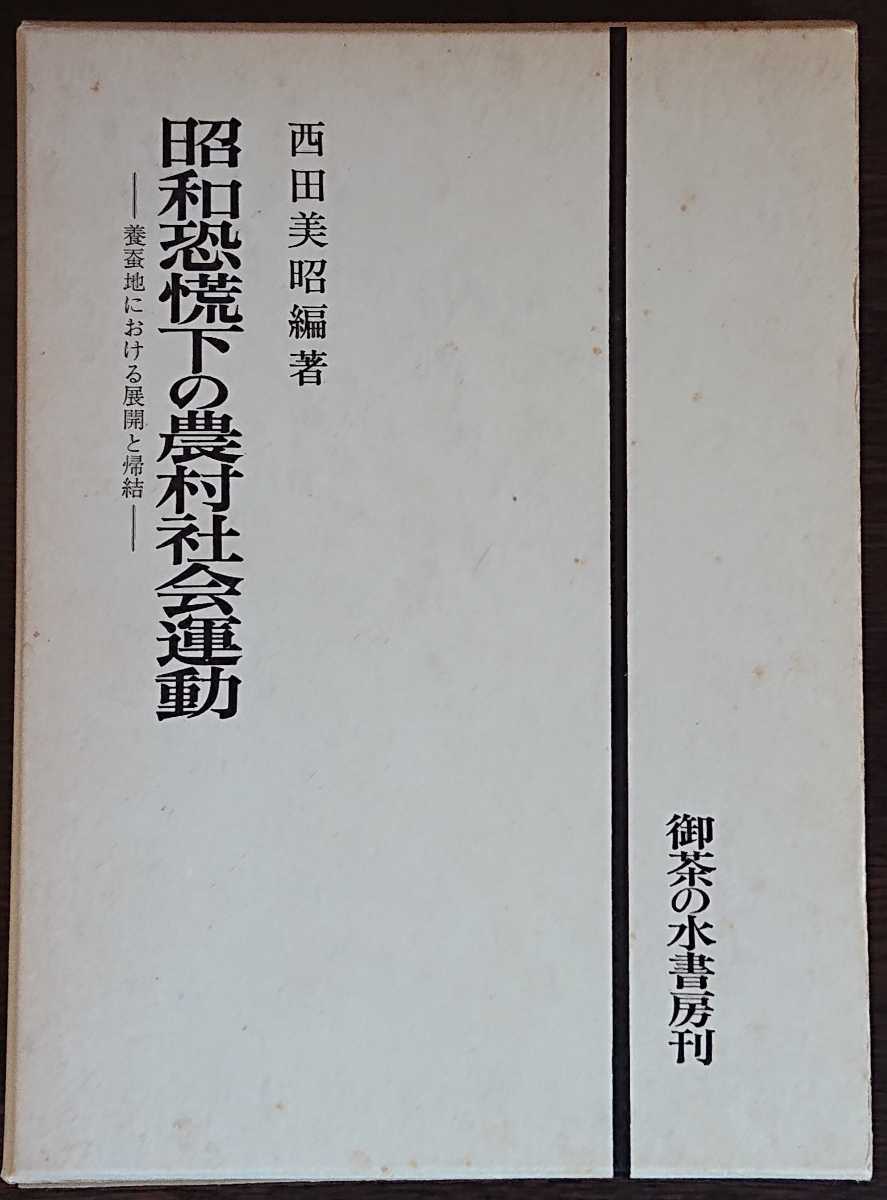 西田美昭編著
昭和恐慌下の農村社会運動
――養蚕地における展開と帰結――
御茶の水書房刊